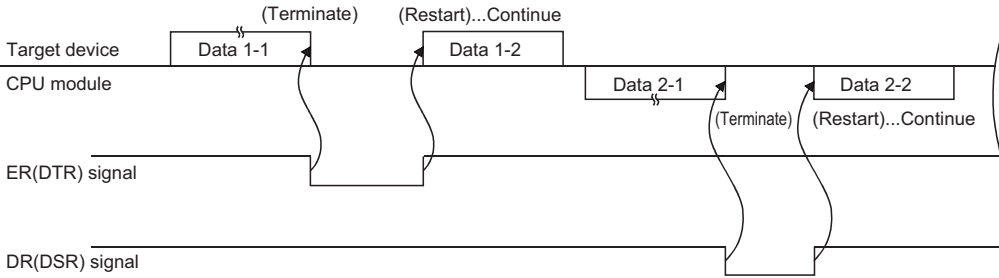 (Terminate) (Restart)...Continue
Target device Data 1-1 Data 1-2
CPU module Data 2-1 Data 2-2
(Terminate) (Restart)...Continue
ER(DTR) signal
DR(DSR) signal